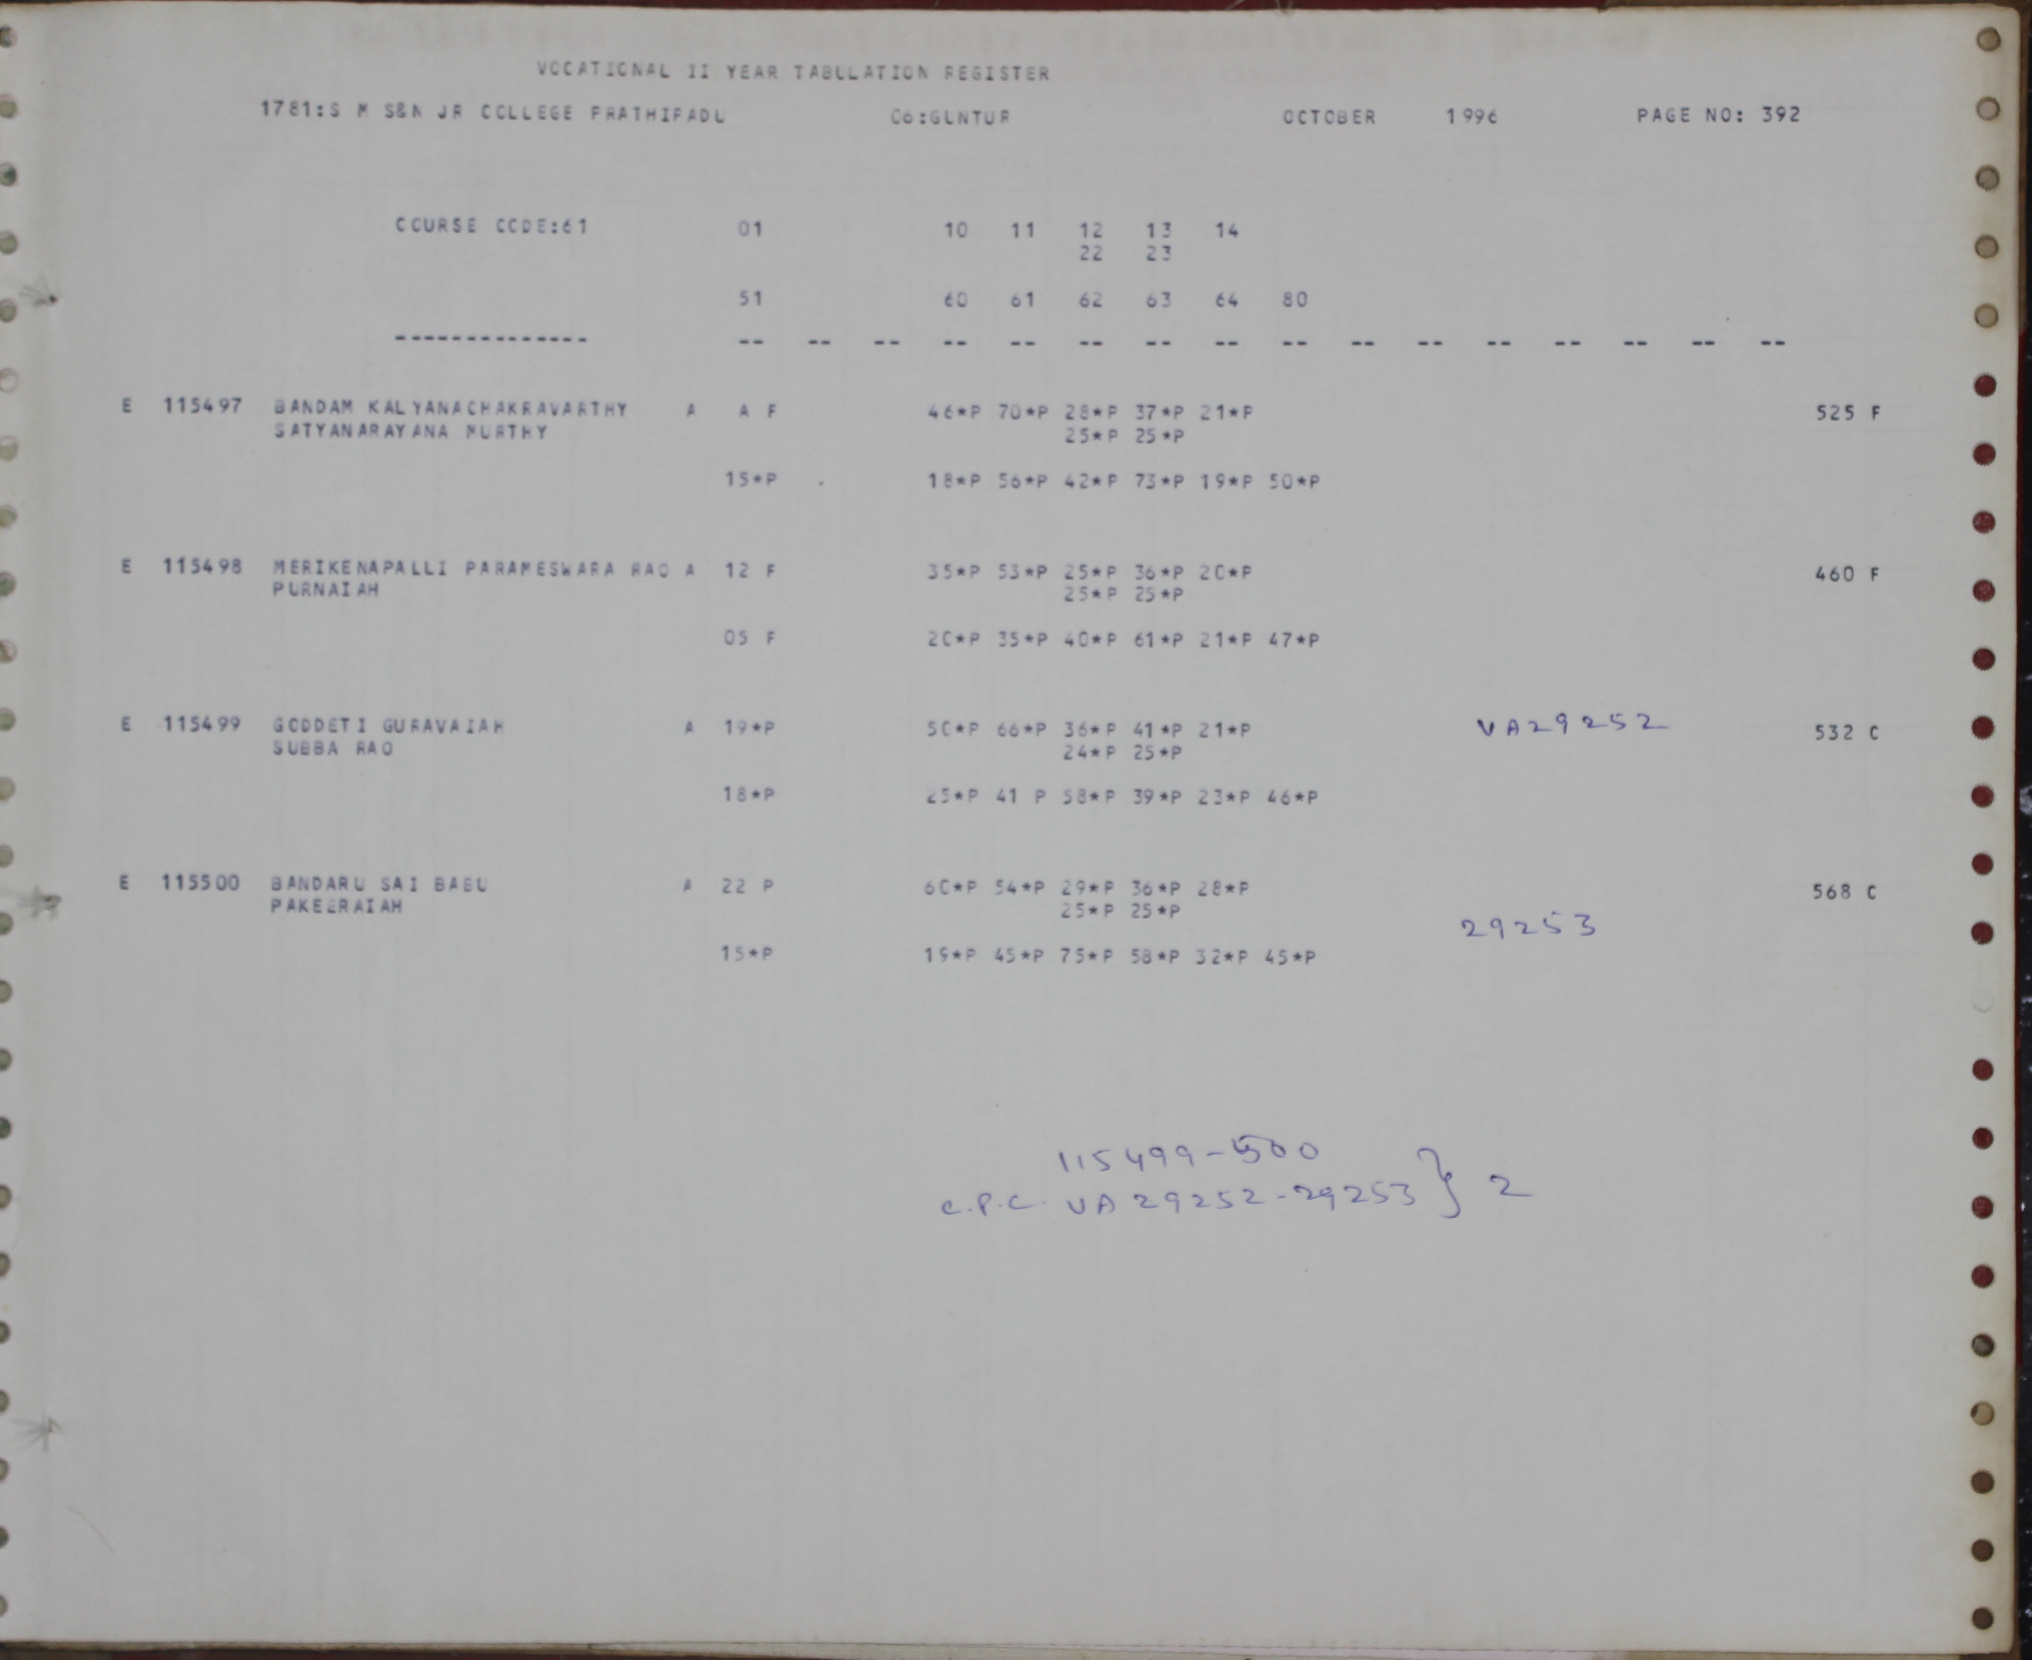 VOCATIONAL II YEAR TABULATION REGISTER
1781:S M S&N JR COLLEGE PRATHIPADU 06:GUNTUR OCTOBER 1996 PAGE NO: 392
COURSE CODE:61 01 10 11 12 13 14
22 23
51 60 61 62 63 64 80
-------------- -- -- -- -- -- -- -- -- -- -- -- -- -- -- -- --
E 115497 BANDAM KALYANACHAKRAVARTHY A A F 46*P 70*P 28*P 37*P 21*P 525 F
SATYANARAYANA MURTHY 25*P 25*P
15*P 18*P 56*P 42*P 73*P 19*P 50*P
E 115498 MERIKENAPALLI PARAMESWARA RAO A 12 F 35*P 53*P 25*P 36*P 20*P 460 F
PURNAIAH 25*P 25*P
05 F 20*P 35*P 40*P 61*P 21*P 47*P
E 115499 GODDETI GURAVAIAH A 19*P 50*P 66*P 36*P 41*P 21*P VA29252 532 C
SUBBA RAO 24*P 25*P
18*P 25*P 41 P 58*P 39*P 23*P 46*P
E 115500 BANDARU SAI BABU A 22 P 60*P 54*P 29*P 36*P 28*P 568 C
PAKEERAIAH 25*P 25*P 29253
15*P 19*P 45*P 75*P 58*P 32*P 45*P
115499-500
C.P.C. VA 29252-29253 } 2